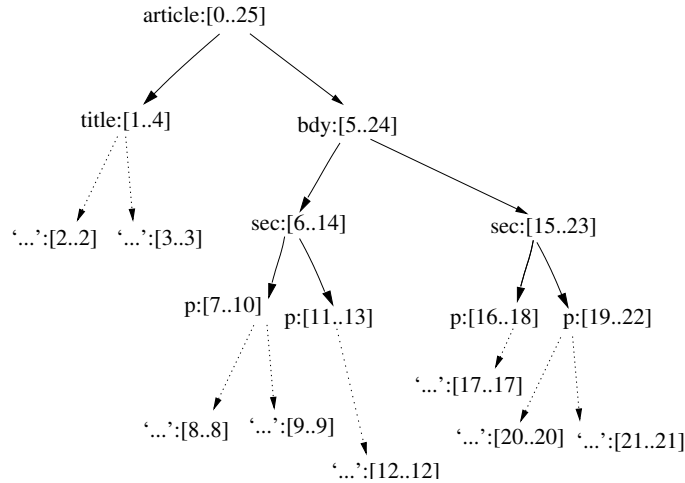 article:[0..25]
title:[1..4]
bdy:[5..24]
‘...’:[2..2]
‘...’:[3..3]
sec:[6..14]
sec:[15..23]
p:[7..10]
p:[11..13]
p:[16..18]
p:[19..22]
‘...’:[17..17]
‘...’:[8..8]
‘...’:[9..9]
‘...’:[20..20]
‘...’:[21..21]
‘...’:[12..12]